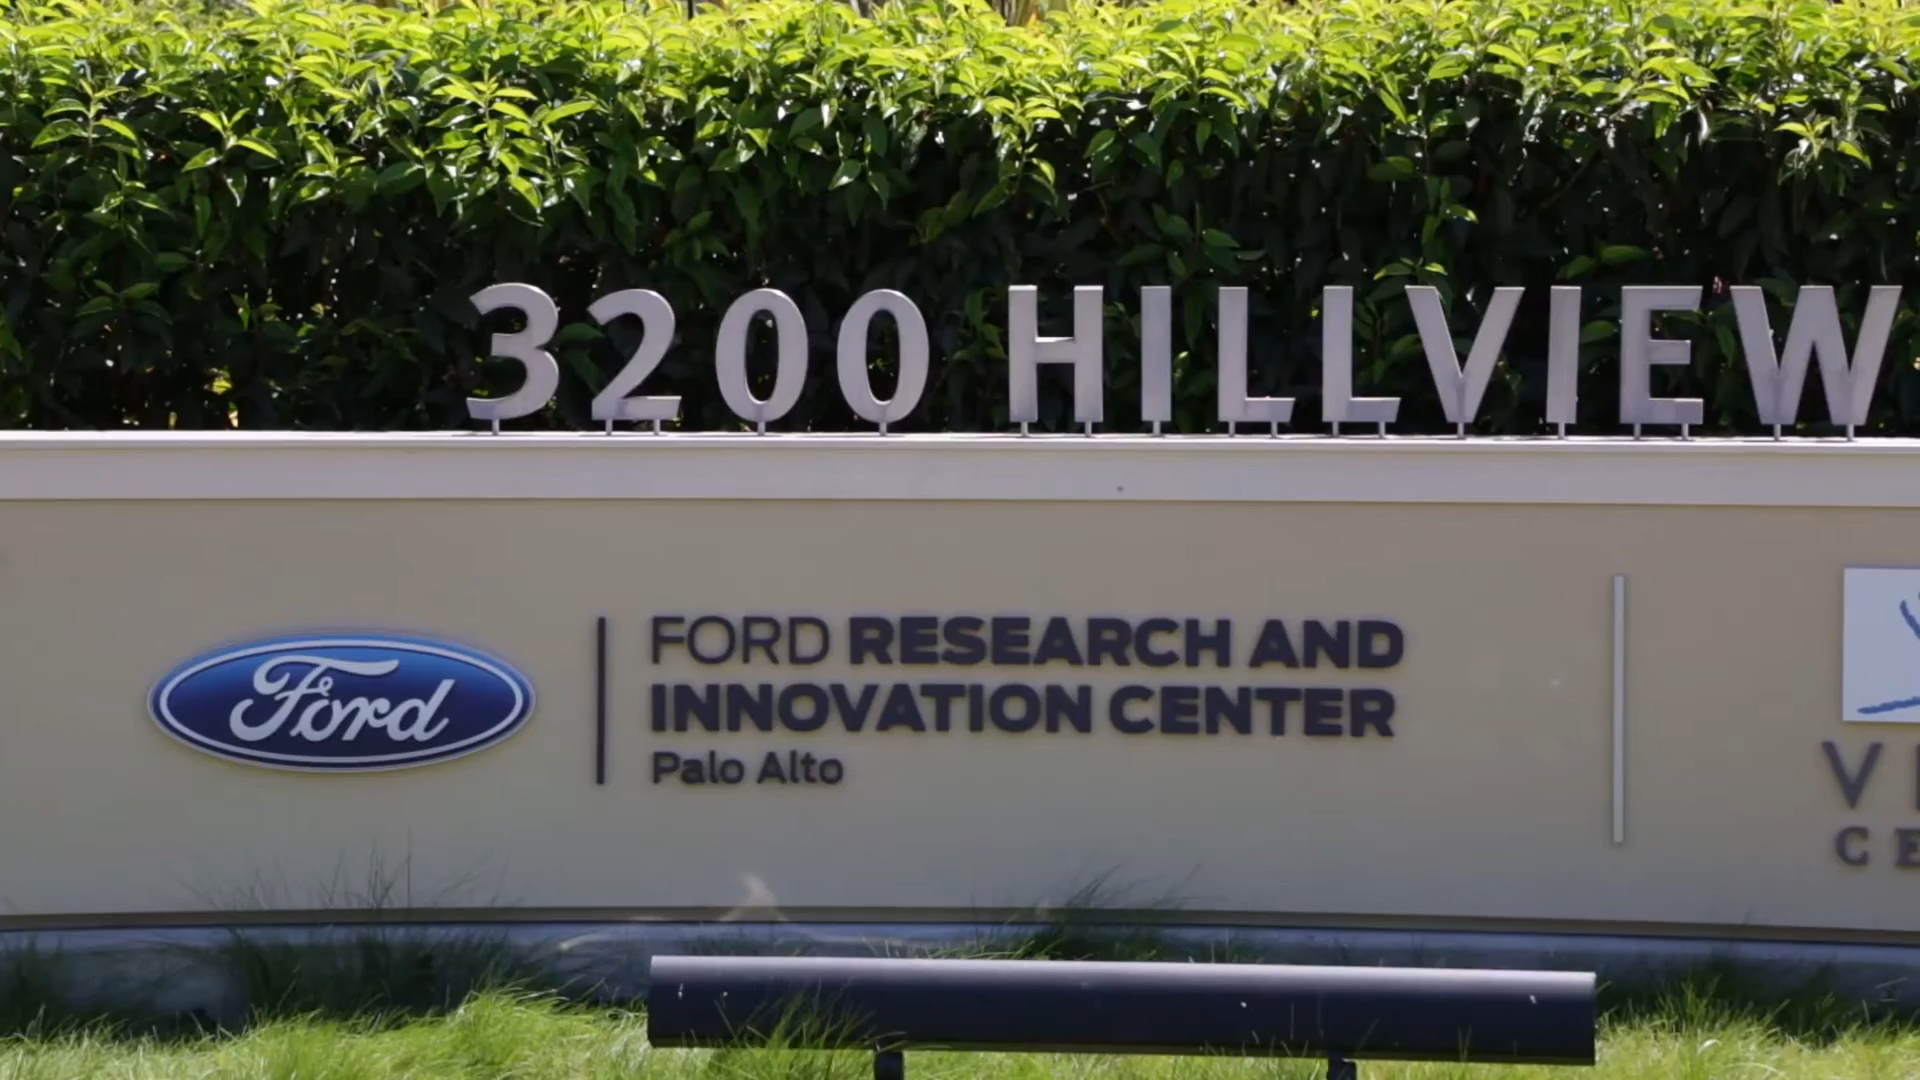 3200 HILLVIEW
Ford
FORD RESEARCH AND
INNOVATION CENTER
Palo Alto